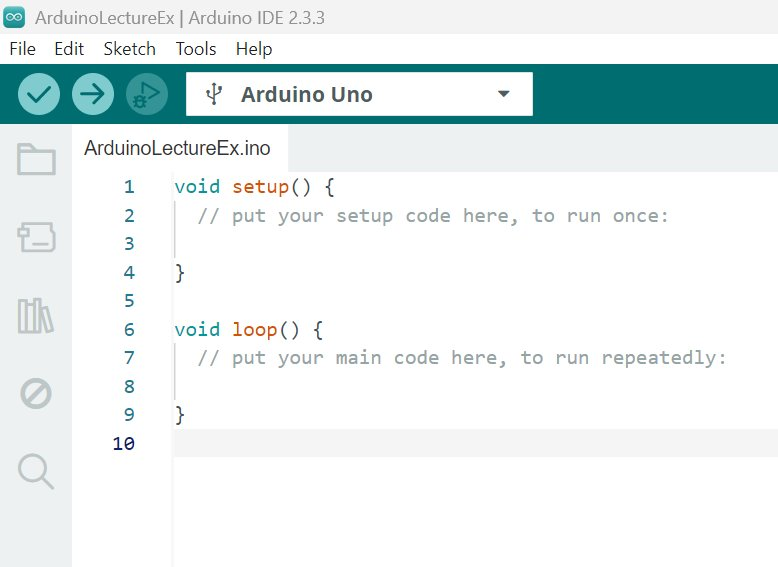 ArduinoLectureEx | Arduino IDE 2.3.3
File Edit Sketch Tools Help
Arduino Uno
ArduinoLectureEx.ino
1 void setup() {
2   // put your setup code here, to run once:
3
4 }
5
6 void loop() {
7   // put your main code here, to run repeatedly:
8
9 }
10